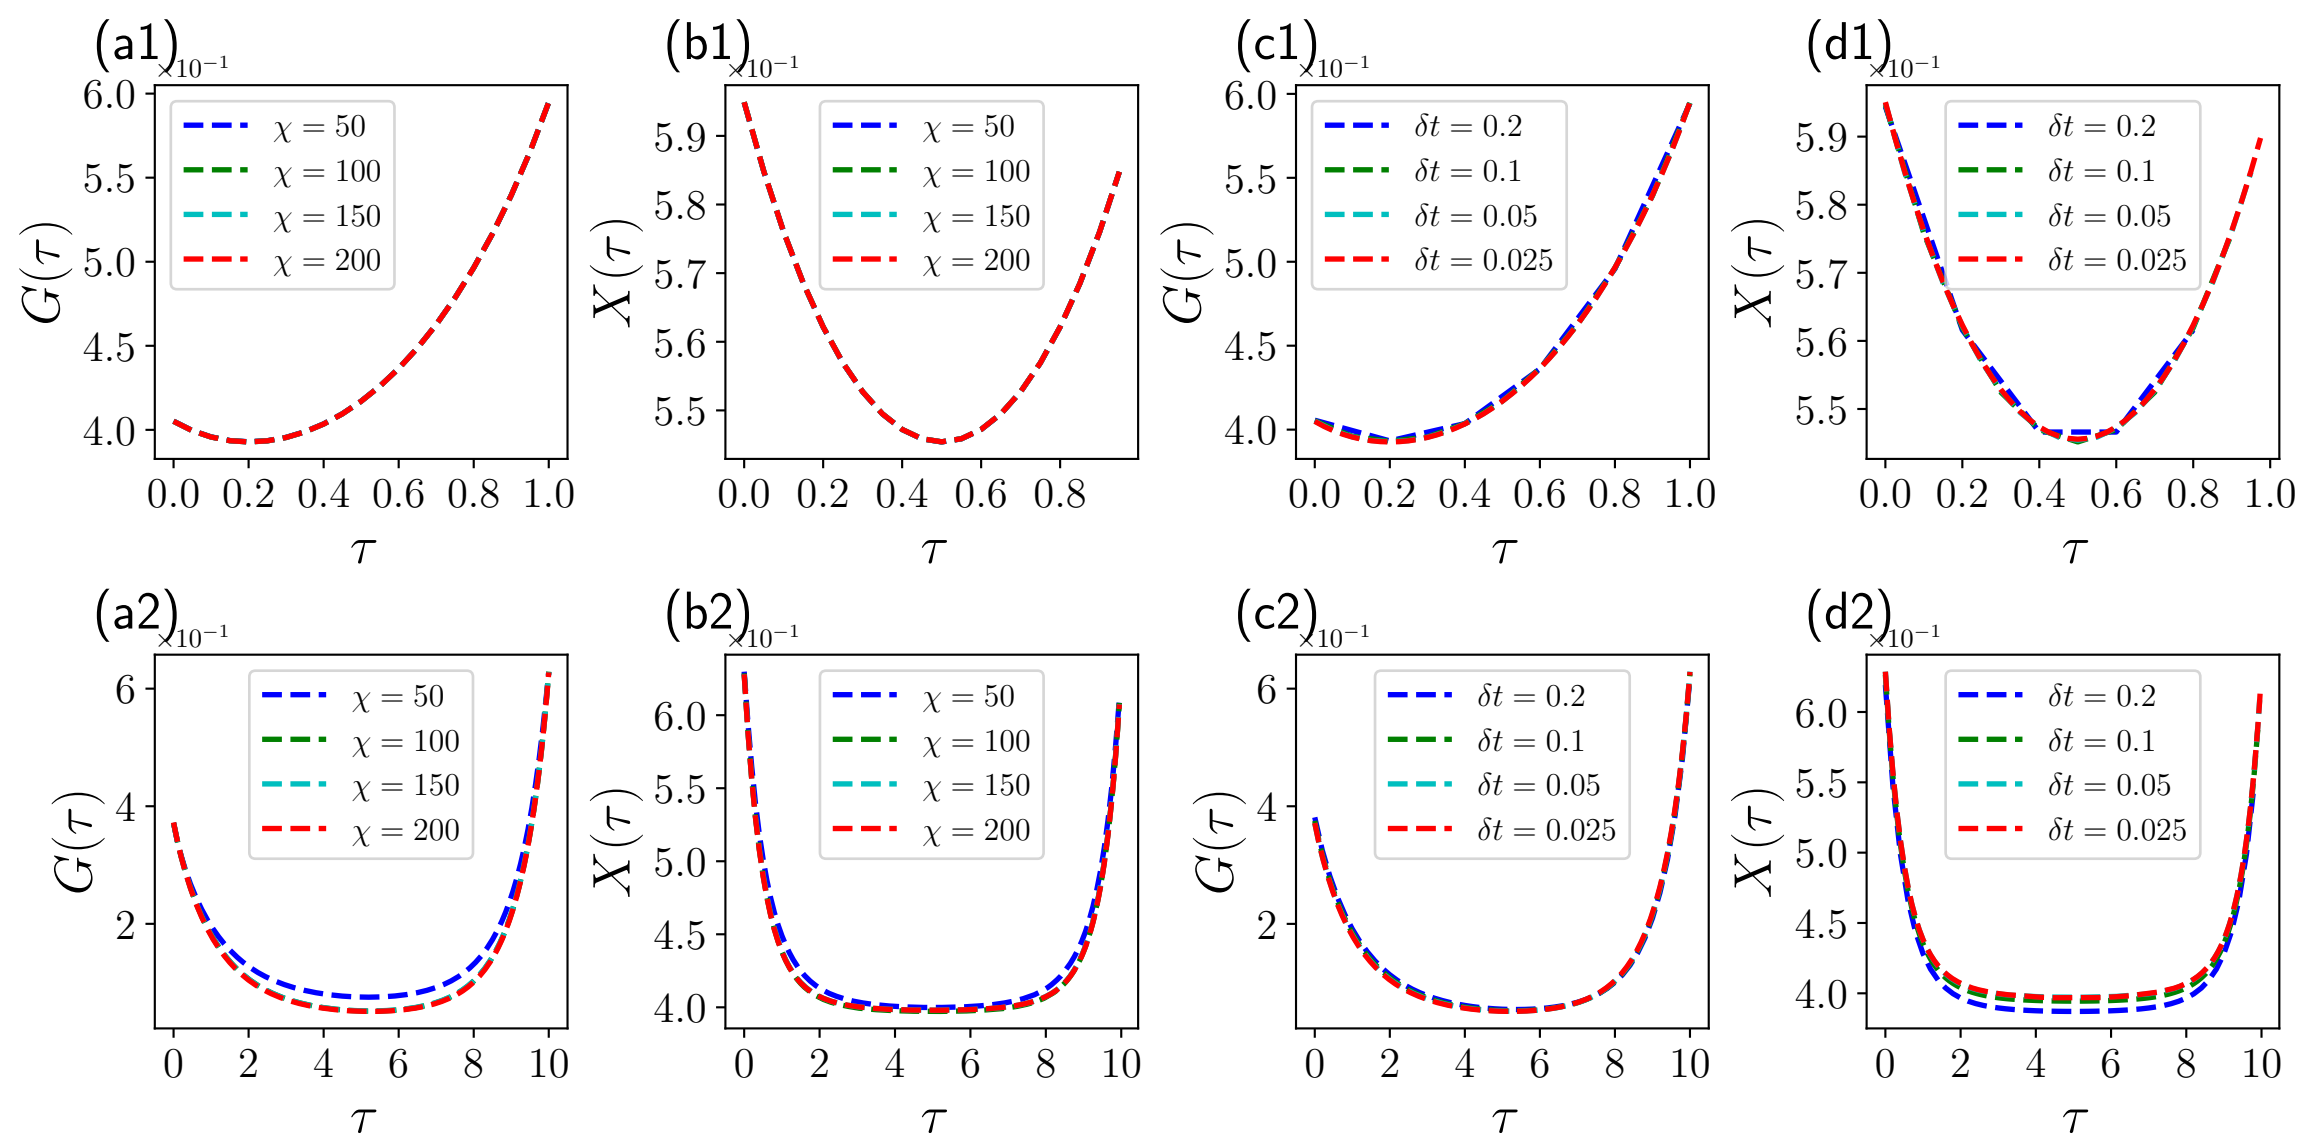 (a1)
×10⁻¹
6.0
5.5
5.0
4.5
4.0
G(τ)
χ = 50
χ = 100
χ = 150
χ = 200
0.0 0.2 0.4 0.6 0.8 1.0
τ
(b1)
×10⁻¹
5.9
5.8
5.7
5.6
5.5
X(τ)
χ = 50
χ = 100
χ = 150
χ = 200
0.0 0.2 0.4 0.6 0.8
τ
(c1)
×10⁻¹
6.0
5.5
5.0
4.5
4.0
G(τ)
δt = 0.2
δt = 0.1
δt = 0.05
δt = 0.025
0.0 0.2 0.4 0.6 0.8 1.0
τ
(d1)
×10⁻¹
5.9
5.8
5.7
5.6
5.5
X(τ)
δt = 0.2
δt = 0.1
δt = 0.05
δt = 0.025
0.0 0.2 0.4 0.6 0.8 1.0
τ
(a2)
×10⁻¹
6
4
2
G(τ)
χ = 50
χ = 100
χ = 150
χ = 200
0 2 4 6 8 10
τ
(b2)
×10⁻¹
6.0
5.5
5.0
4.5
4.0
X(τ)
χ = 50
χ = 100
χ = 150
χ = 200
0 2 4 6 8 10
τ
(c2)
×10⁻¹
6
4
2
G(τ)
δt = 0.2
δt = 0.1
δt = 0.05
δt = 0.025
0 2 4 6 8 10
τ
(d2)
×10⁻¹
6.0
5.5
5.0
4.5
4.0
X(τ)
δt = 0.2
δt = 0.1
δt = 0.05
δt = 0.025
0 2 4 6 8 10
τ